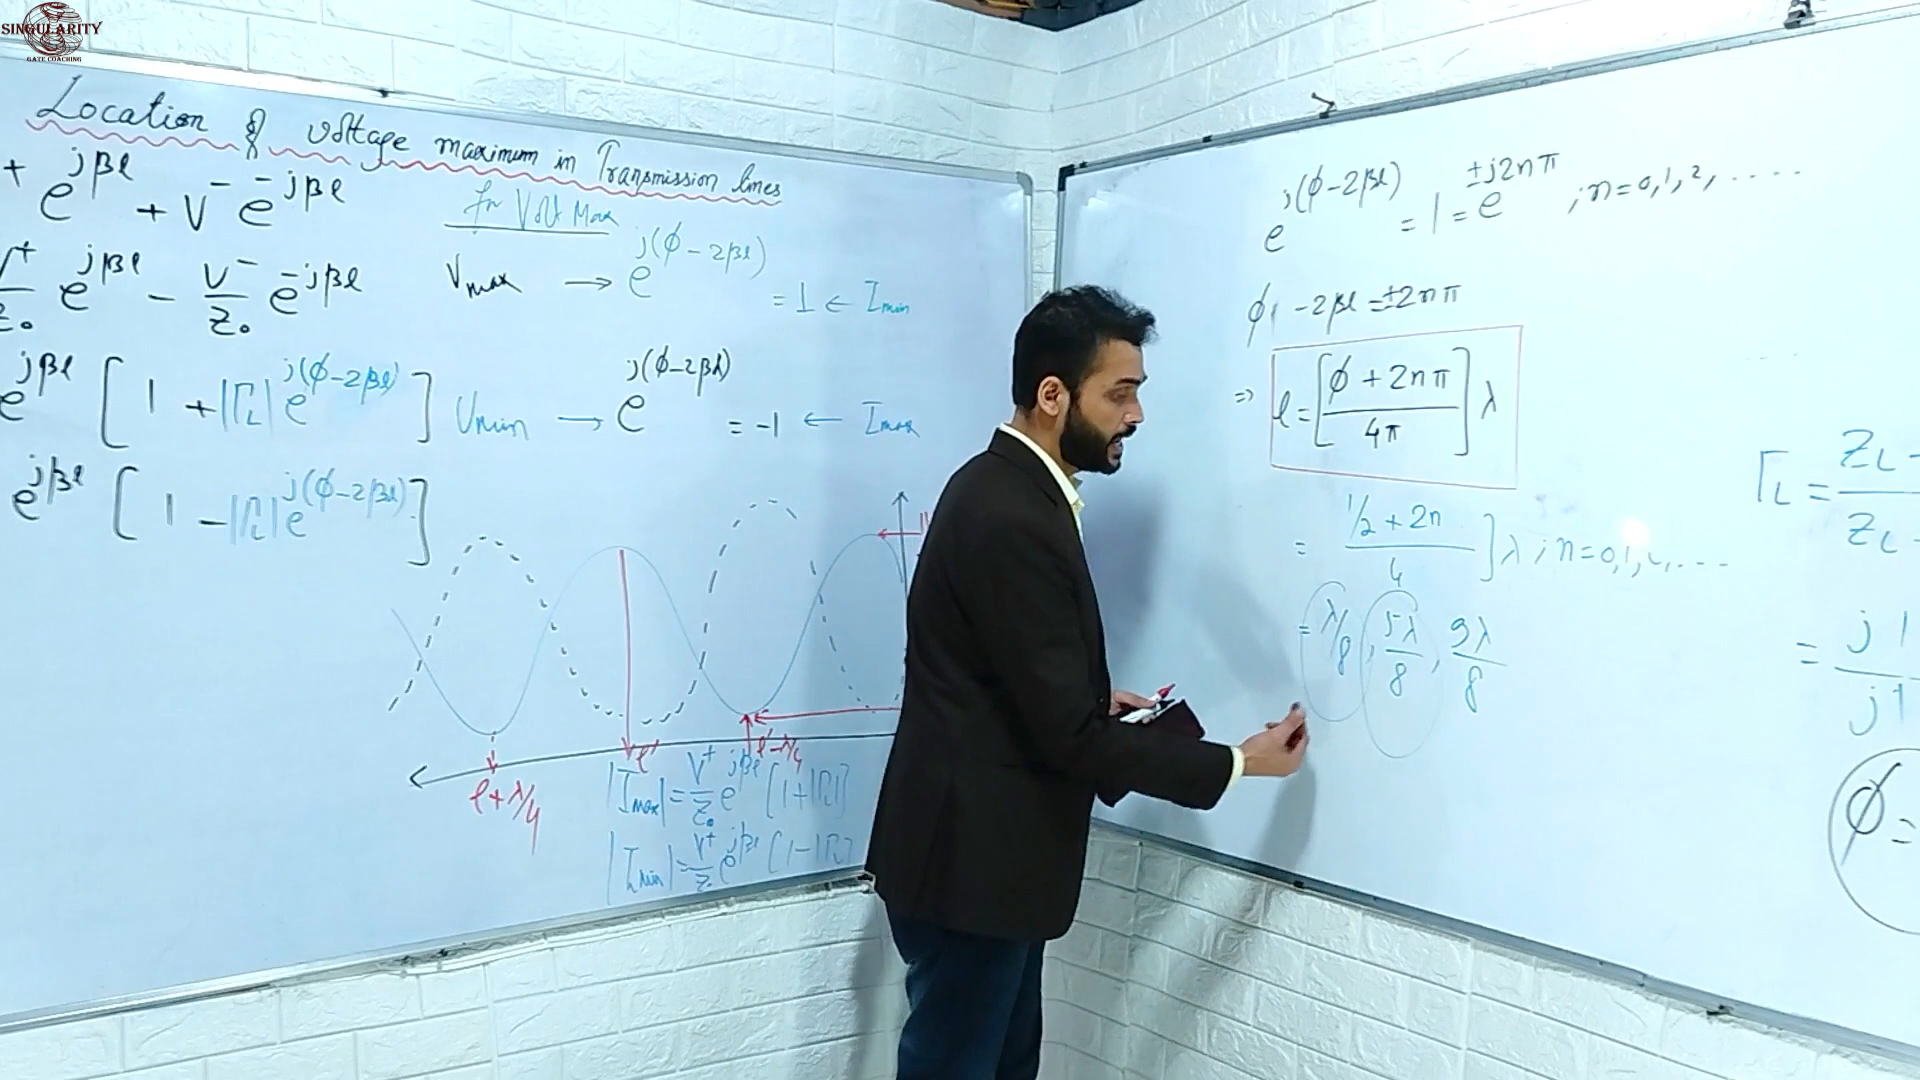 SINGULARITY
GATE COACHING
Location of voltage maximum in Transmission lines
+ e^{jβl} + V^- e^{-jβl}
for Volt Max
V^+/Z₀ e^{jβl} - V^-/Z₀ e^{-jβl}
V_max → e^{j(ϕ-2βl)} = 1 ← I_min
e^{jβl} [ 1 + |Γ_L| e^{j(ϕ-2βl)} ]
V_min → e^{j(ϕ-2βl)} = -1 ← I_max
e^{jβl} [ 1 - |Γ_L| e^{j(ϕ-2βl)} ]
l + λ/4
l'
l' - λ/4
|I_max| = V^+/Z₀ e^{jβl} [1+|Γ_L|]
|I_min| = V^+/Z₀ e^{jβl} [1-|Γ_L|]
e^{j(ϕ-2βl)} = 1 = e^{±j2nπ} ; n = 0, 1, 2, ....
ϕ - 2βl = ±2nπ
⇒ l = [ (ϕ + 2nπ)/4π ] λ
= (1/2 + 2n)/4 ] λ ; n = 0, 1, 2, ....
= λ/8 , 5λ/8 , 9λ/8
Γ_L = Z_L -
Z_L +
= j1
j1
ϕ =